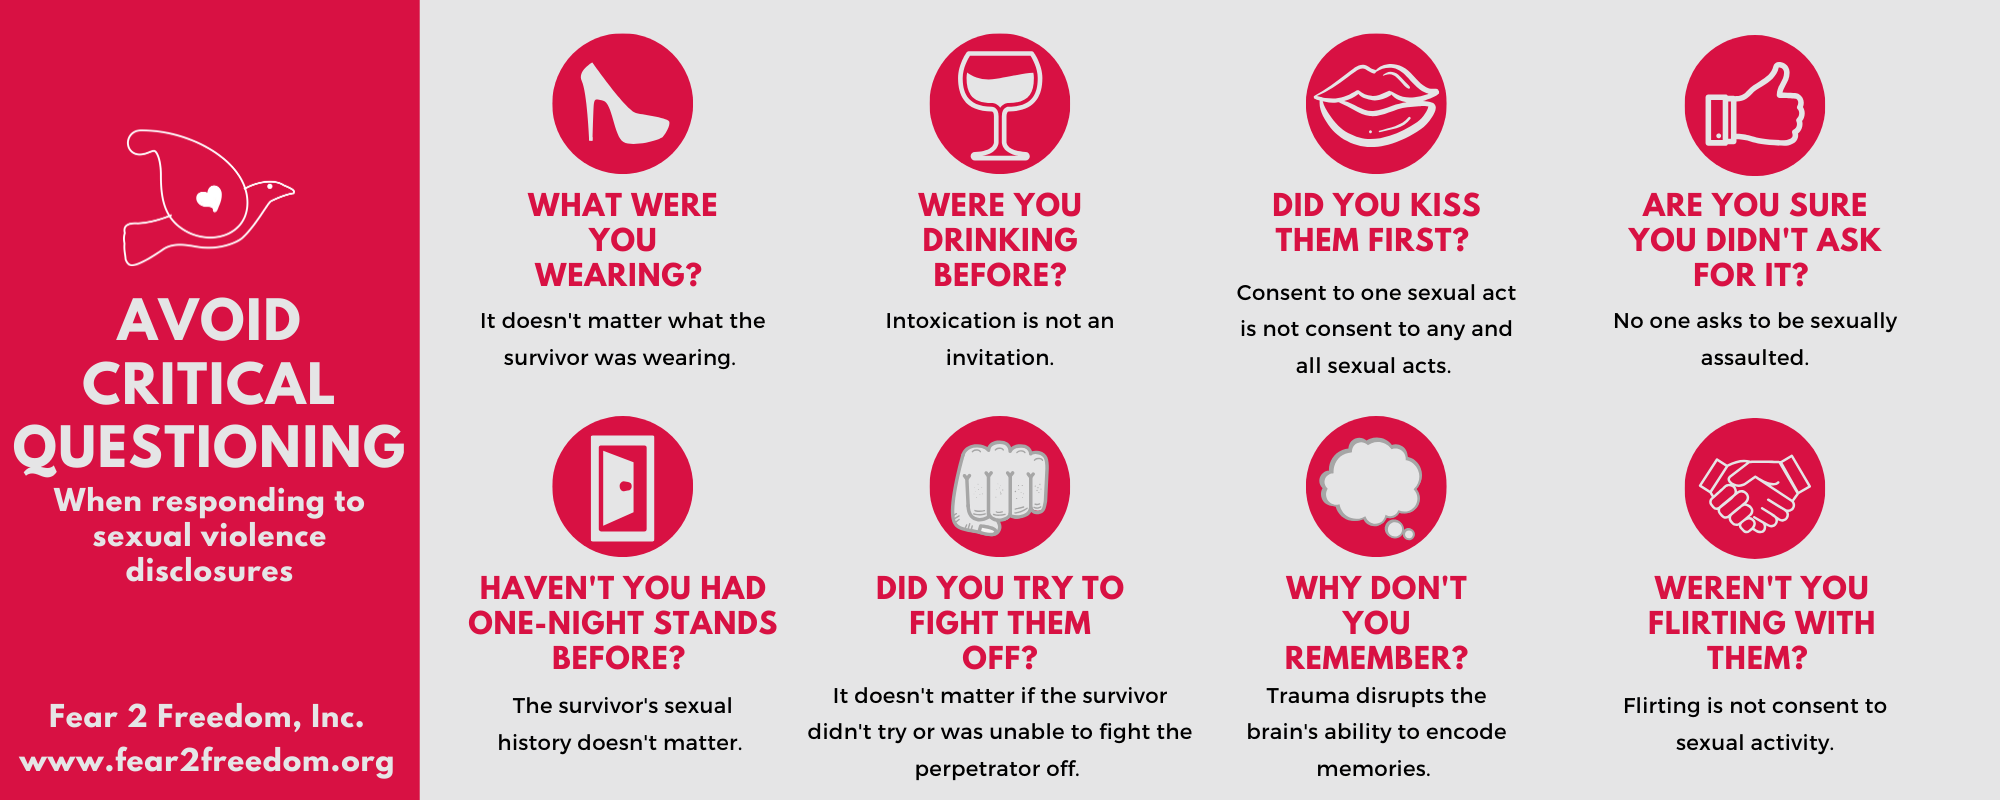 AVOID
CRITICAL
QUESTIONING
When responding to
sexual violence
disclosures
Fear 2 Freedom, Inc.
www.fear2freedom.org
WHAT WERE
YOU
WEARING?
It doesn't matter what the
survivor was wearing.
WERE YOU
DRINKING
BEFORE?
Intoxication is not an
invitation.
DID YOU KISS
THEM FIRST?
Consent to one sexual act
is not consent to any and
all sexual acts.
ARE YOU SURE
YOU DIDN'T ASK
FOR IT?
No one asks to be sexually
assaulted.
HAVEN'T YOU HAD
ONE-NIGHT STANDS
BEFORE?
The survivor's sexual
history doesn't matter.
DID YOU TRY TO
FIGHT THEM
OFF?
It doesn't matter if the survivor
didn't try or was unable to fight the
perpetrator off.
WHY DON'T
YOU
REMEMBER?
Trauma disrupts the
brain's ability to encode
memories.
WEREN'T YOU
FLIRTING WITH
THEM?
Flirting is not consent to
sexual activity.